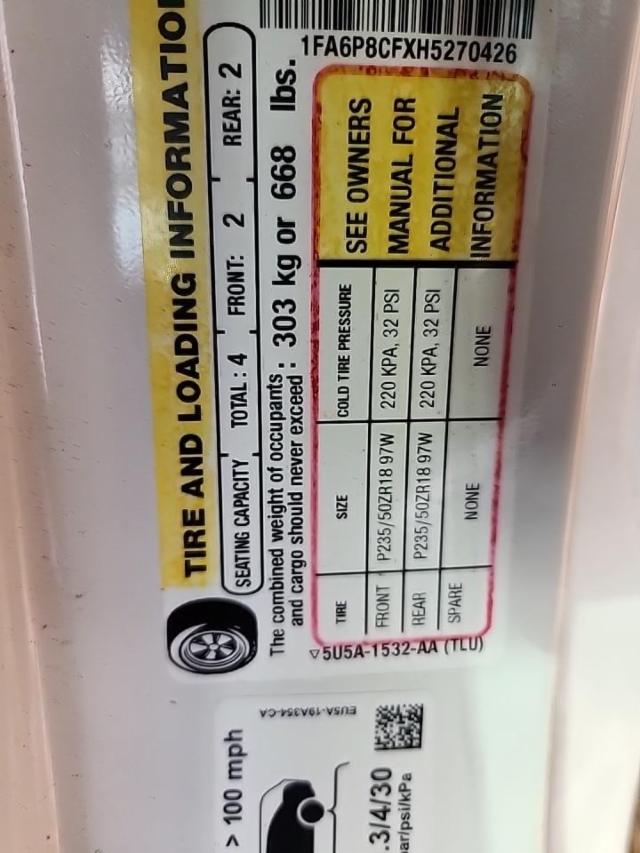 1FA6P8CFXH5270426
TIRE AND LOADING INFORMATION
SEATING CAPACITY TOTAL : 4 FRONT: 2 REAR: 2
The combined weight of occupants
and cargo should never exceed : 303 kg or 668 lbs.
TIRE SIZE COLD TIRE PRESSURE SEE OWNERS
FRONT P235/50ZR18 97W 220 KPA, 32 PSI MANUAL FOR
REAR P235/50ZR18 97W 220 KPA, 32 PSI ADDITIONAL
SPARE NONE NONE INFORMATION
5U5A-1532-AA (TLU)
> 100 mph
EU5A-19A354-CA
.3/4/30
bar/psi/kPa